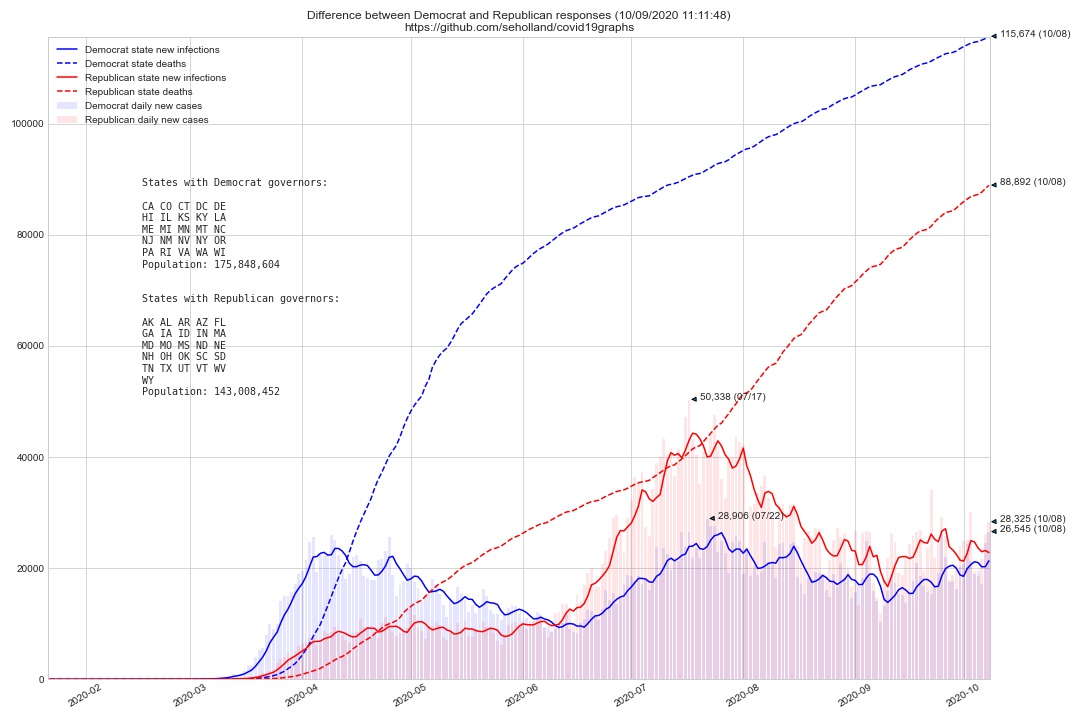 Difference between Democrat and Republican responses (10/09/2020 11:11:48)
https://github.com/seholland/covid19graphs
Democrat state new infections
Democrat state deaths
Republican state new infections
Republican state deaths
Democrat daily new cases
Republican daily new cases
States with Democrat governors:
CA CO CT DC DE
HI IL KS KY LA
ME MI MN MT NC
NJ NM NV NY OR
PA RI VA WA WI
Population: 175,848,604
States with Republican governors:
AK AL AR AZ FL
GA IA ID IN MA
MD MO MS ND NE
NH OH OK SC SD
TN TX UT VT WV
WY
Population: 143,008,452
115,674 (10/08)
88,892 (10/08)
50,338 (07/17)
28,906 (07/22)
28,325 (10/08)
26,545 (10/08)
100000
80000
60000
40000
20000
0
2020-02
2020-03
2020-04
2020-05
2020-06
2020-07
2020-08
2020-09
2020-10